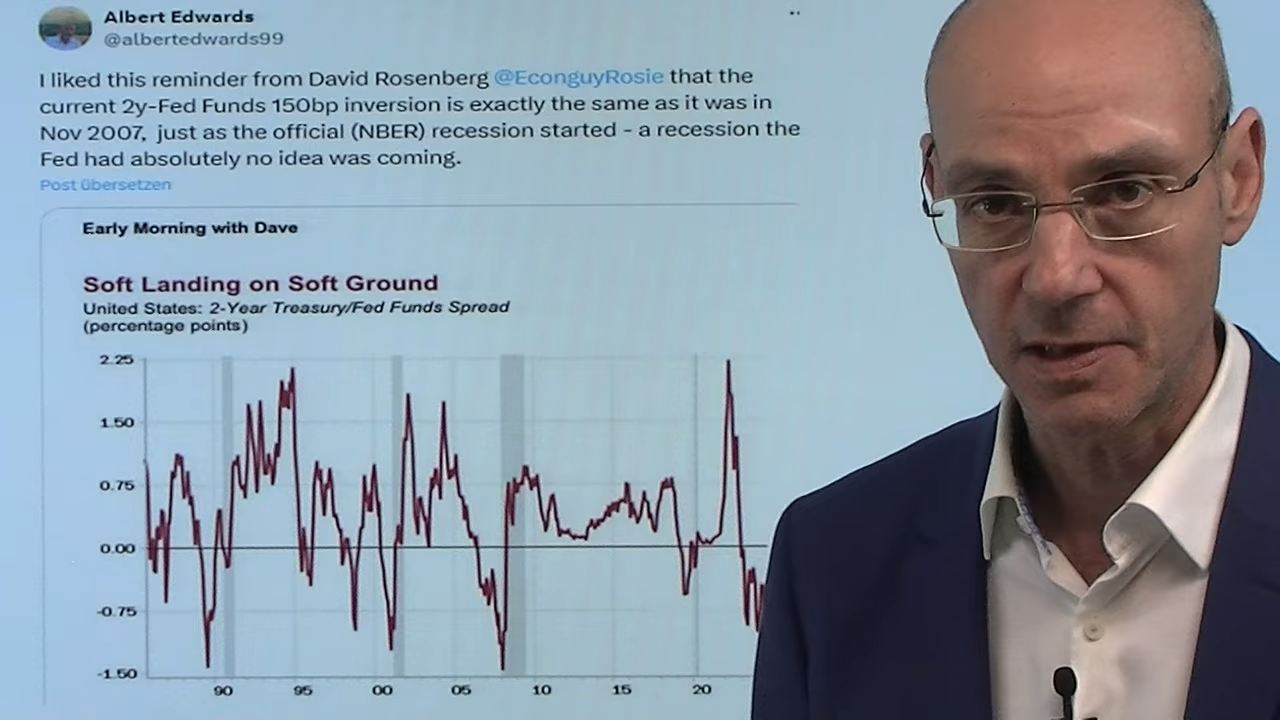 Albert Edwards
@albertedwards99
I liked this reminder from David Rosenberg @EconguyRosie that the
current 2y-Fed Funds 150bp inversion is exactly the same as it was in
Nov 2007, just as the official (NBER) recession started - a recession the
Fed had absolutely no idea was coming.
Post übersetzen
Early Morning with Dave
Soft Landing on Soft Ground
United States: 2-Year Treasury/Fed Funds Spread
(percentage points)
2.25
1.50
0.75
0.00
-0.75
-1.50
90 95 00 05 10 15 20